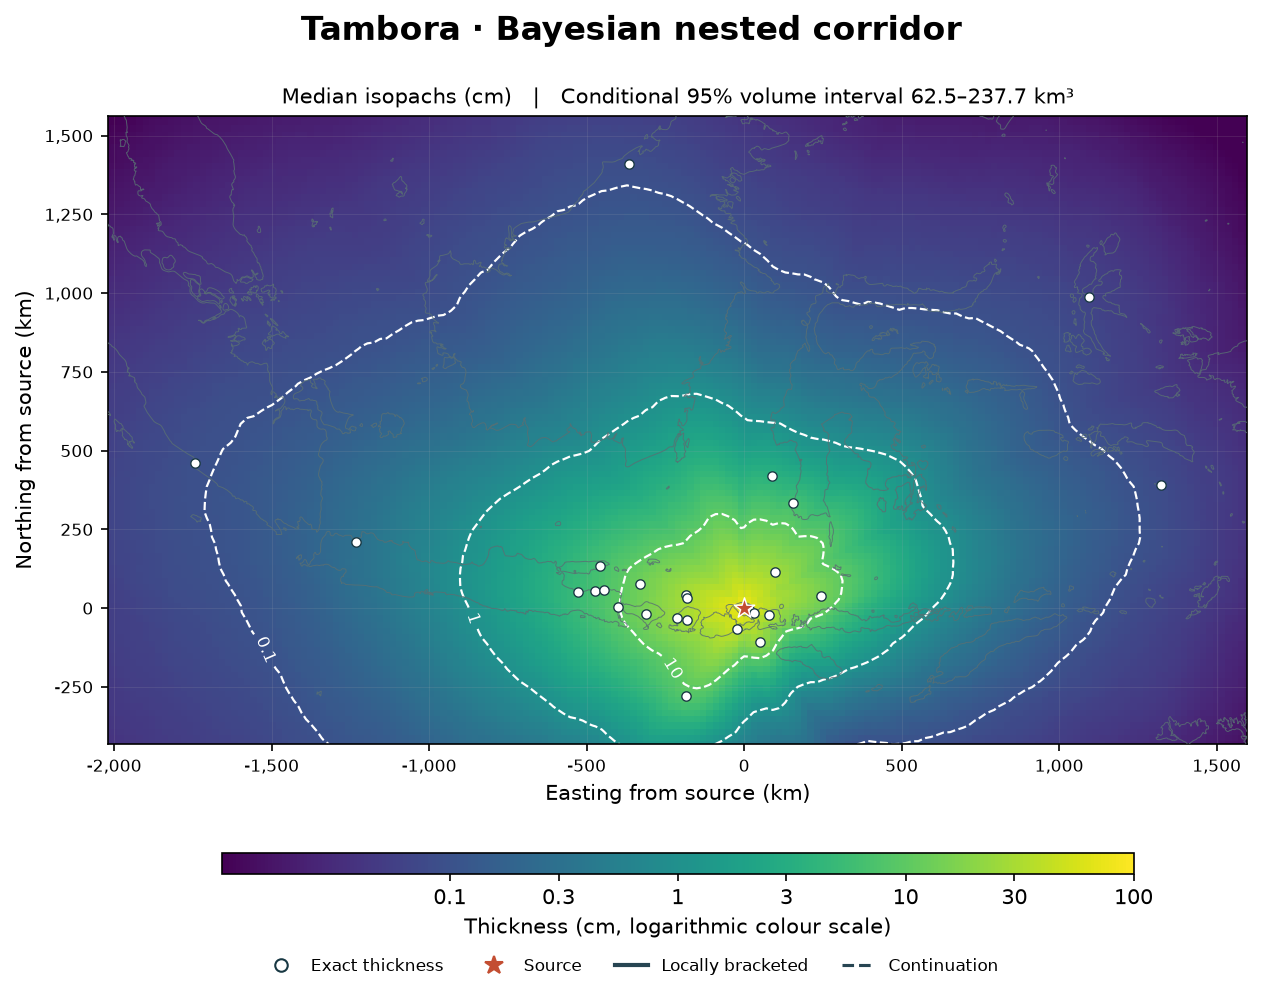 Tambora · Bayesian nested corridor
Median isopachs (cm) | Conditional 95% volume interval 62.5–237.7 km³
1,500
1,250
1,000
750
500
250
0
-250
Northing from source (km)
0.1
1
10
-2,000 -1,500 -1,000 -500 0 500 1,000 1,500
Easting from source (km)
0.1 0.3 1 3 10 30 100
Thickness (cm, logarithmic colour scale)
Exact thickness Source Locally bracketed Continuation